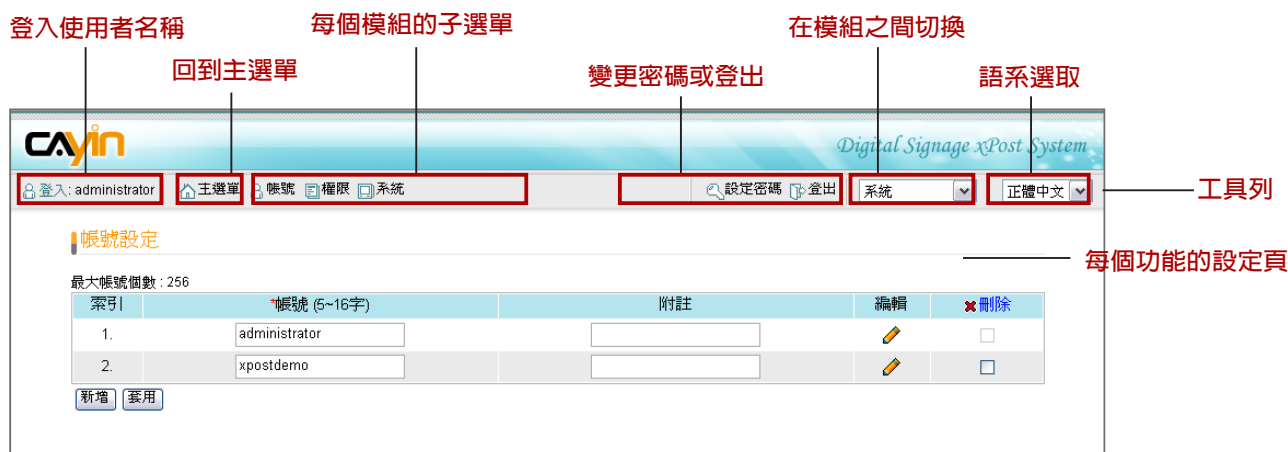 登入使用者名稱
每個模組的子選單
在模組之間切換
回到主選單
變更密碼或登出
語系選取
CAYIN
Digital Signage xPost System
登入: administrator 主選單 帳號 權限 系統 設定密碼 登出 系統 正體中文
工具列
帳號設定
每個功能的設定頁
最大帳號個數 : 256
索引 *帳號 (5~16字) 附註 編輯 刪除
1. administrator
2. xpostdemo
新增 套用